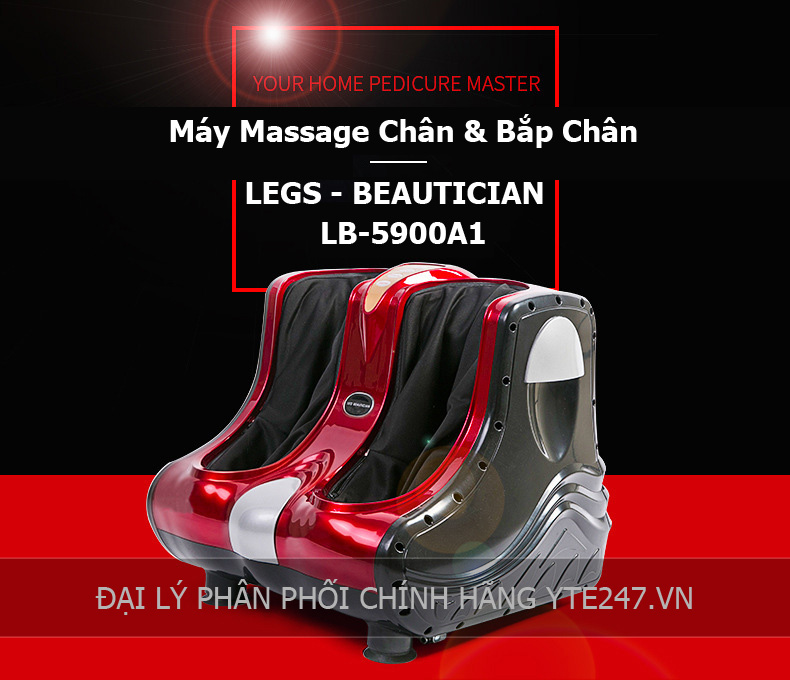 YOUR HOME PEDICURE MASTER
Máy Massage Chân & Bắp Chân
LEGS - BEAUTICIAN
LB-5900A1
BEAUTICIAN
ĐẠI LÝ PHÂN PHỐI CHÍNH HÃNG YTE247.VN